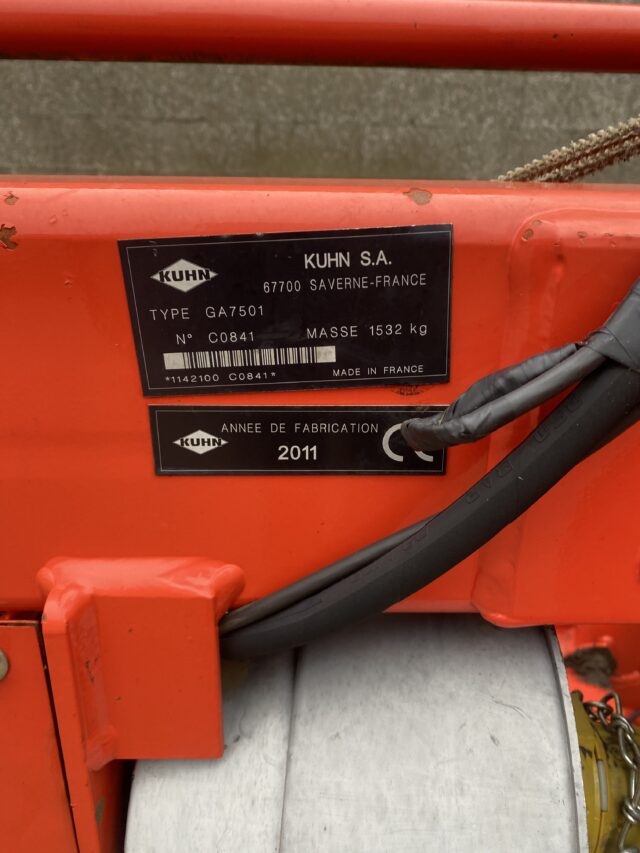 KUHN
KUHN S.A.
67700 SAVERNE-FRANCE
TYPE GA7501
N° C0841 MASSE 1532 kg
*1142100 C0841* MADE IN FRANCE
KUHN
ANNEE DE FABRICATION
2011
CE